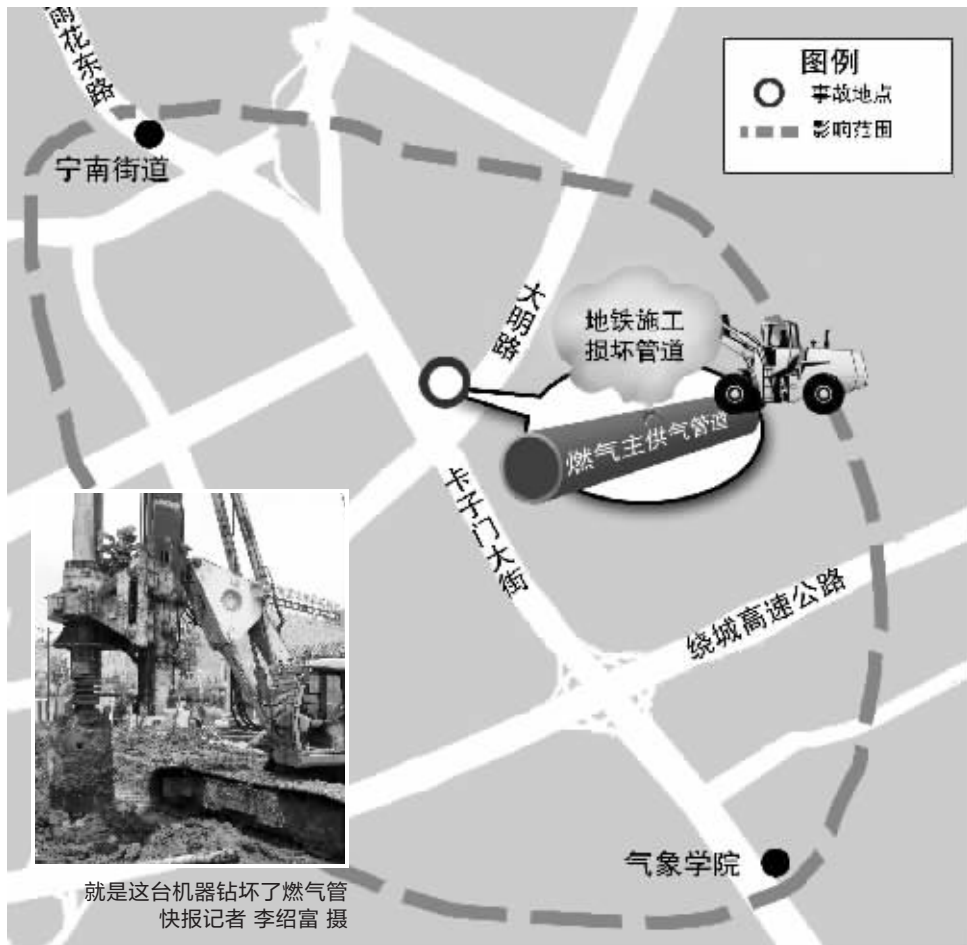 雨花东路
图例
事故地点
影响范围
宁南街道
大明路
地铁施工
损坏管道
燃气主供气管道
卡子门大街
绕城高速公路
气象学院
就是这台机器钻坏了燃气管
快报记者 李绍富 摄